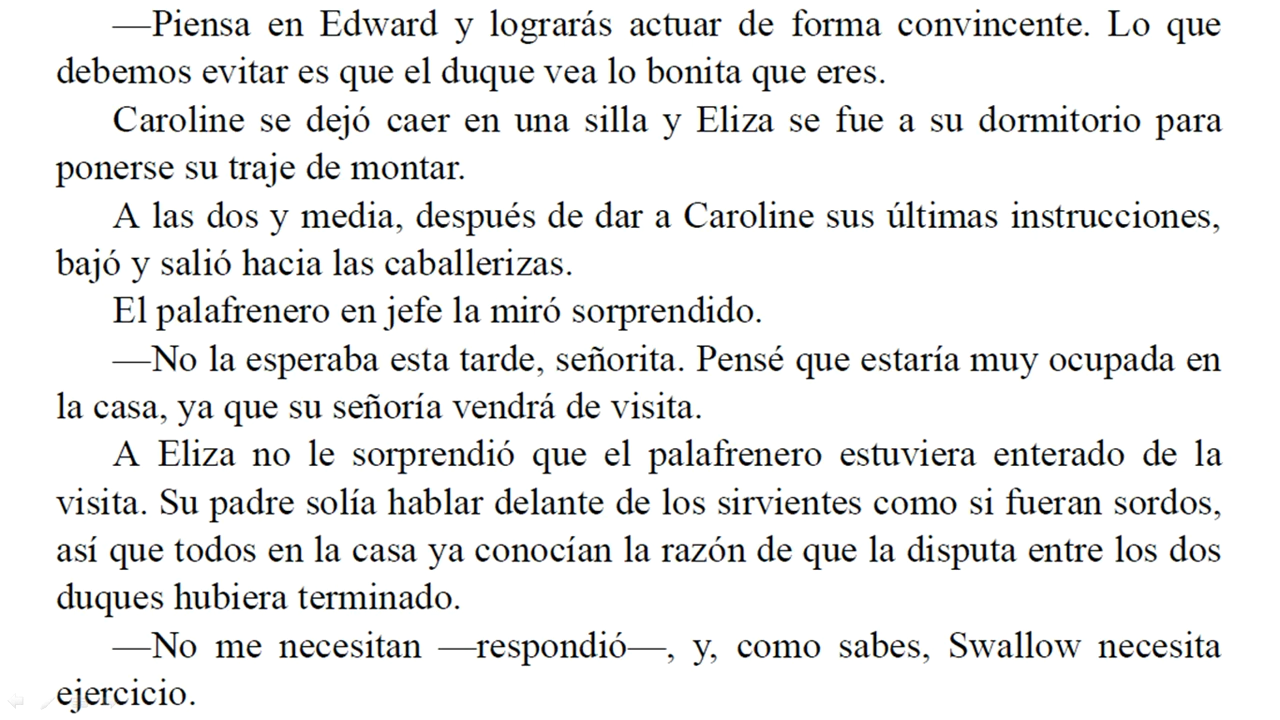 —Piensa en Edward y lograrás actuar de forma convincente. Lo que
debemos evitar es que el duque vea lo bonita que eres.
Caroline se dejó caer en una silla y Eliza se fue a su dormitorio para
ponerse su traje de montar.
A las dos y media, después de dar a Caroline sus últimas instrucciones,
bajó y salió hacia las caballerizas.
El palafrenero en jefe la miró sorprendido.
—No la esperaba esta tarde, señorita. Pensé que estaría muy ocupada en
la casa, ya que su señoría vendrá de visita.
A Eliza no le sorprendió que el palafrenero estuviera enterado de la
visita. Su padre solía hablar delante de los sirvientes como si fueran sordos,
así que todos en la casa ya conocían la razón de que la disputa entre los dos
duques hubiera terminado.
—No me necesitan —respondió—, y, como sabes, Swallow necesita
ejercicio.